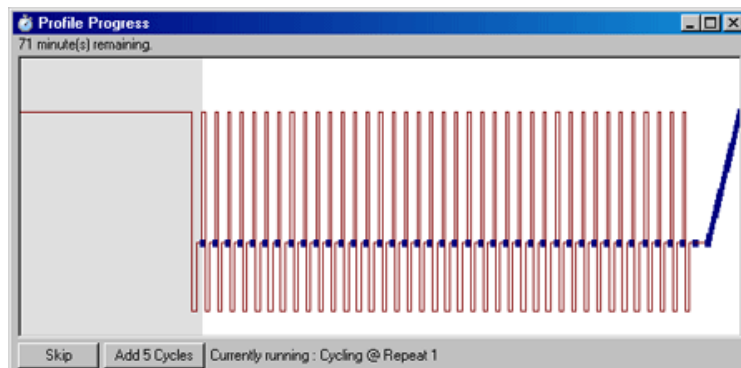 Profile Progress
71 minute(s) remaining.
Skip Add 5 Cycles Currently running : Cycling @ Repeat 1